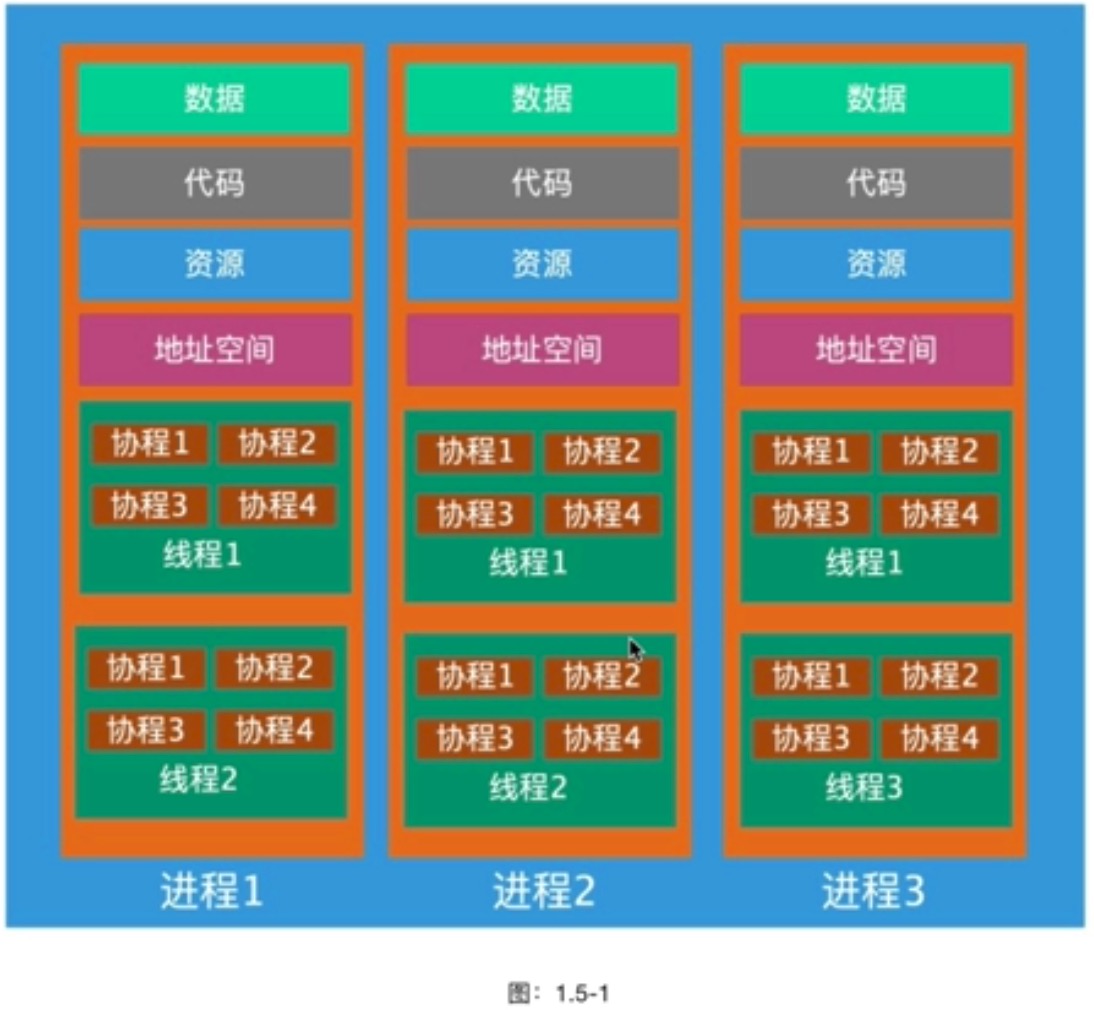 数据 数据 数据
代码 代码 代码
资源 资源 资源
地址空间 地址空间 地址空间
协程1 协程2 协程1 协程2 协程1 协程2
协程3 协程4 协程3 协程4 协程3 协程4
线程1 线程1 线程1
协程1 协程2 协程1 协程2 协程1 协程2
协程3 协程4 协程3 协程4 协程3 协程4
线程2 线程2 线程3
进程1 进程2 进程3
图：1.5-1